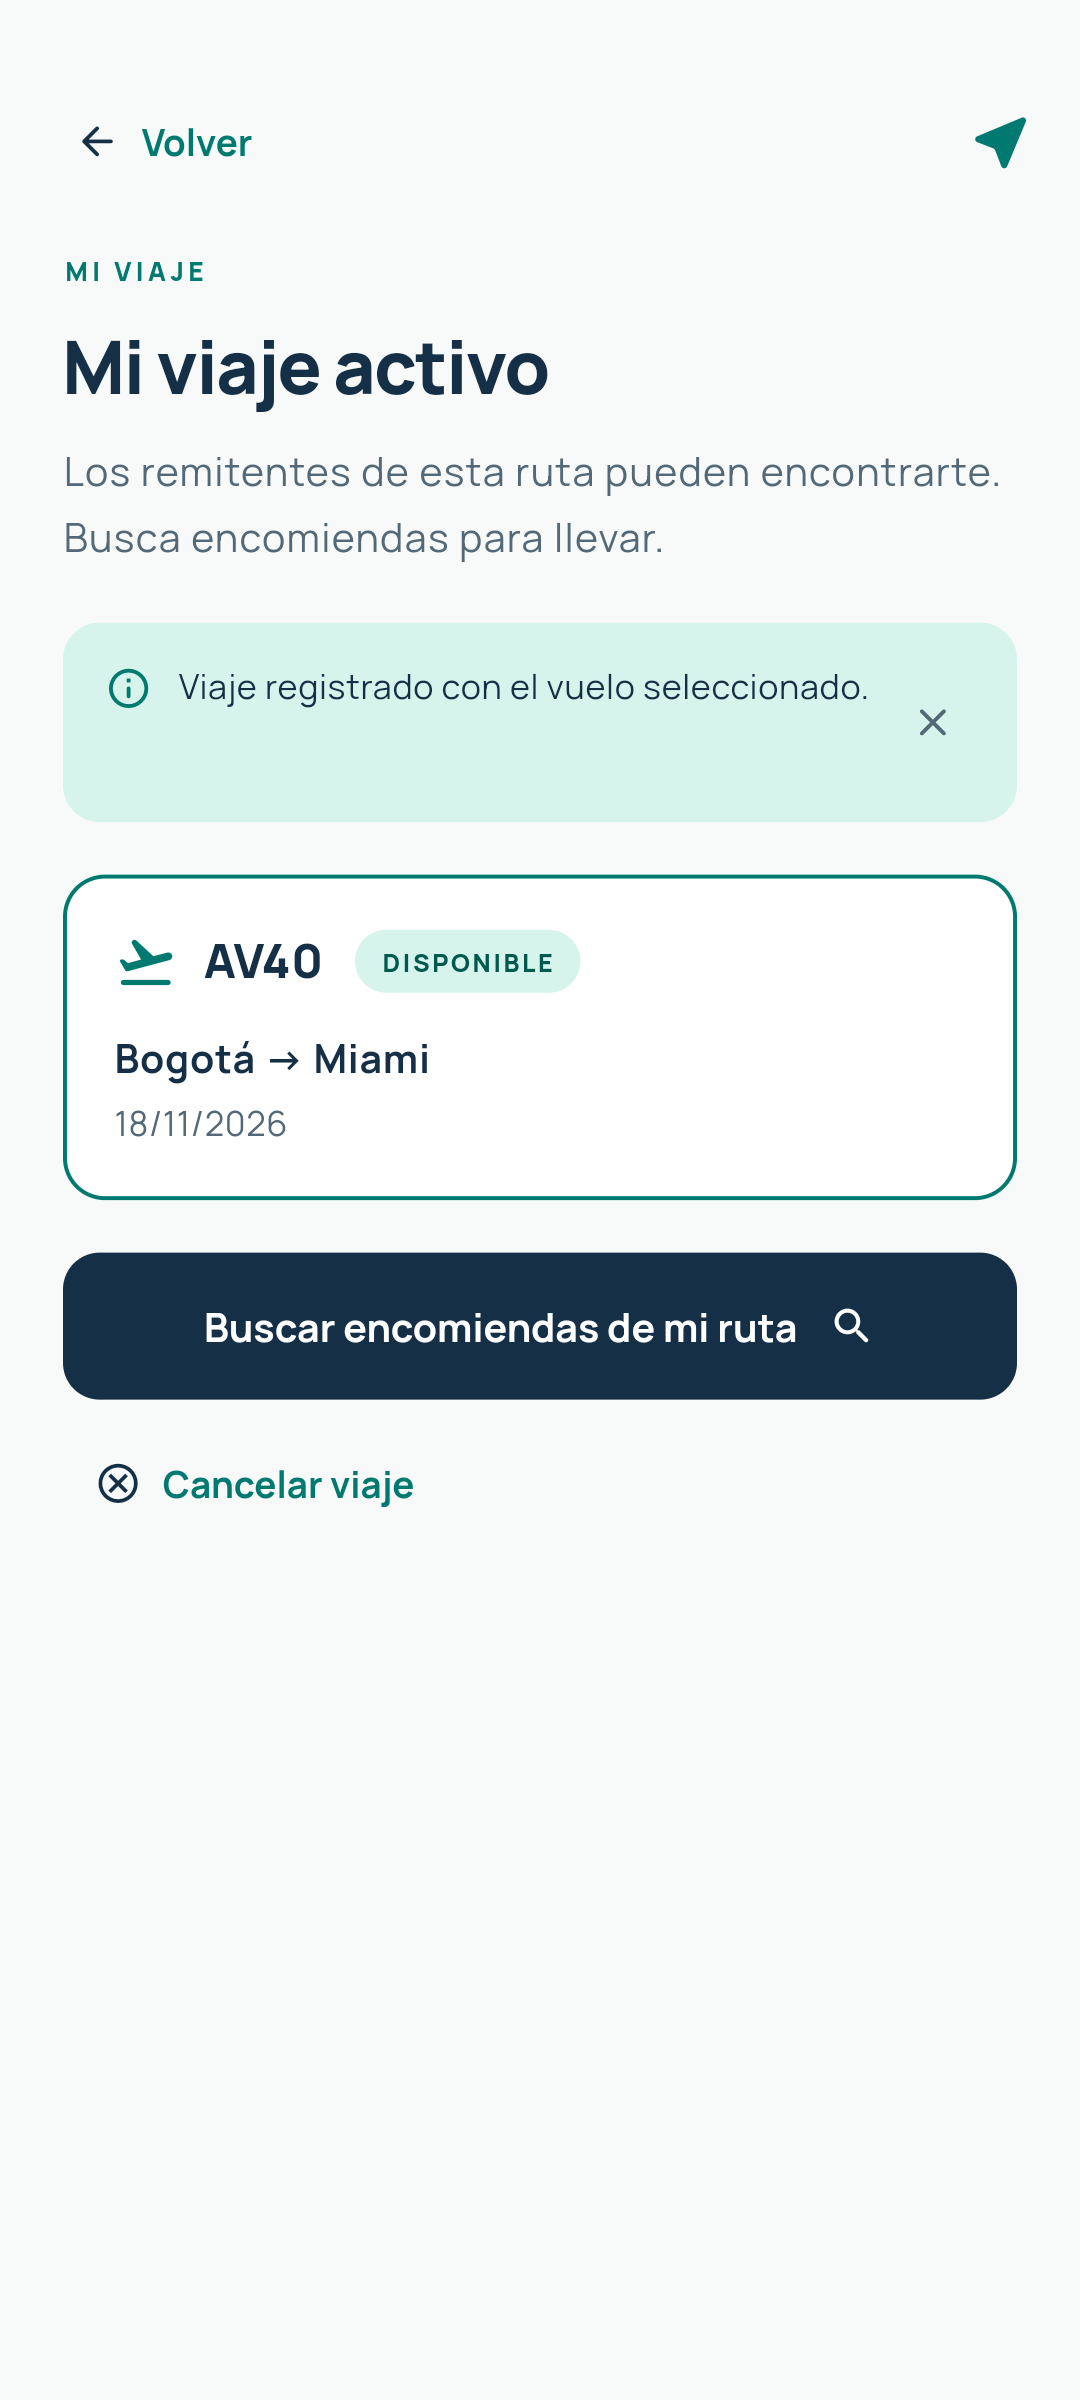 Volver
MI VIAJE
Mi viaje activo
Los remitentes de esta ruta pueden encontrarte.
Busca encomiendas para llevar.
Viaje registrado con el vuelo seleccionado.
AV40 DISPONIBLE
Bogotá → Miami
18/11/2026
Buscar encomiendas de mi ruta
Cancelar viaje